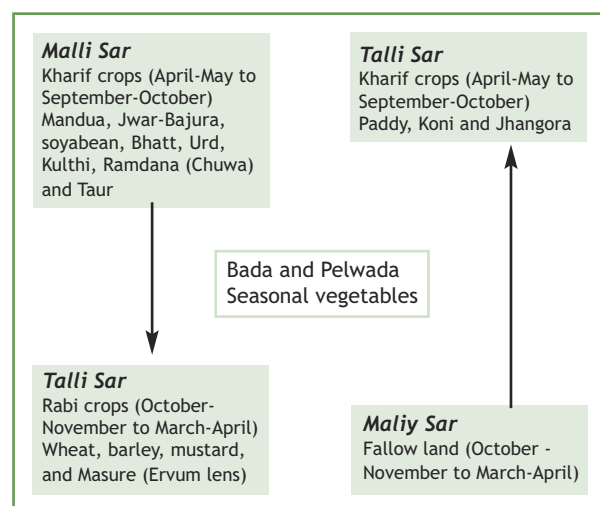 Malli Sar
Kharif crops (April-May to
September-October)
Mandua, Jwar-Bajura,
soyabean, Bhatt, Urd,
Kulthi, Ramdana (Chuwa)
and Taur
Talli Sar
Kharif crops (April-May to
September-October)
Paddy, Koni and Jhangora
Bada and Pelwada
Seasonal vegetables
Talli Sar
Rabi crops (October-
November to March-April)
Wheat, barley, mustard,
and Masure (Ervum lens)
Maliy Sar
Fallow land (October -
November to March-April)